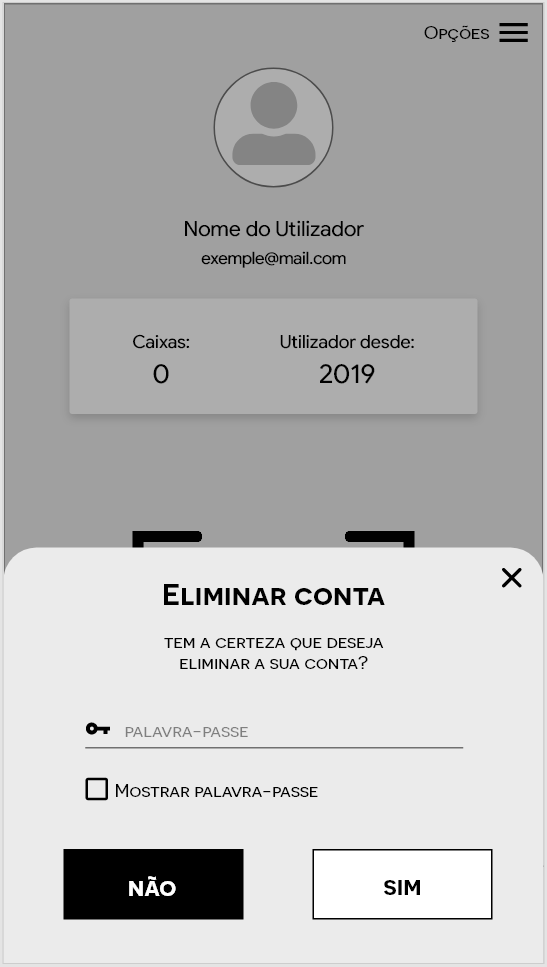 Opções
Nome do Utilizador
exemple@mail.com
Caixas:
0
Utilizador desde:
2019
Eliminar conta
tem a certeza que deseja
eliminar a sua conta?
palavra-passe
Mostrar palavra-passe
NÃO
SIM